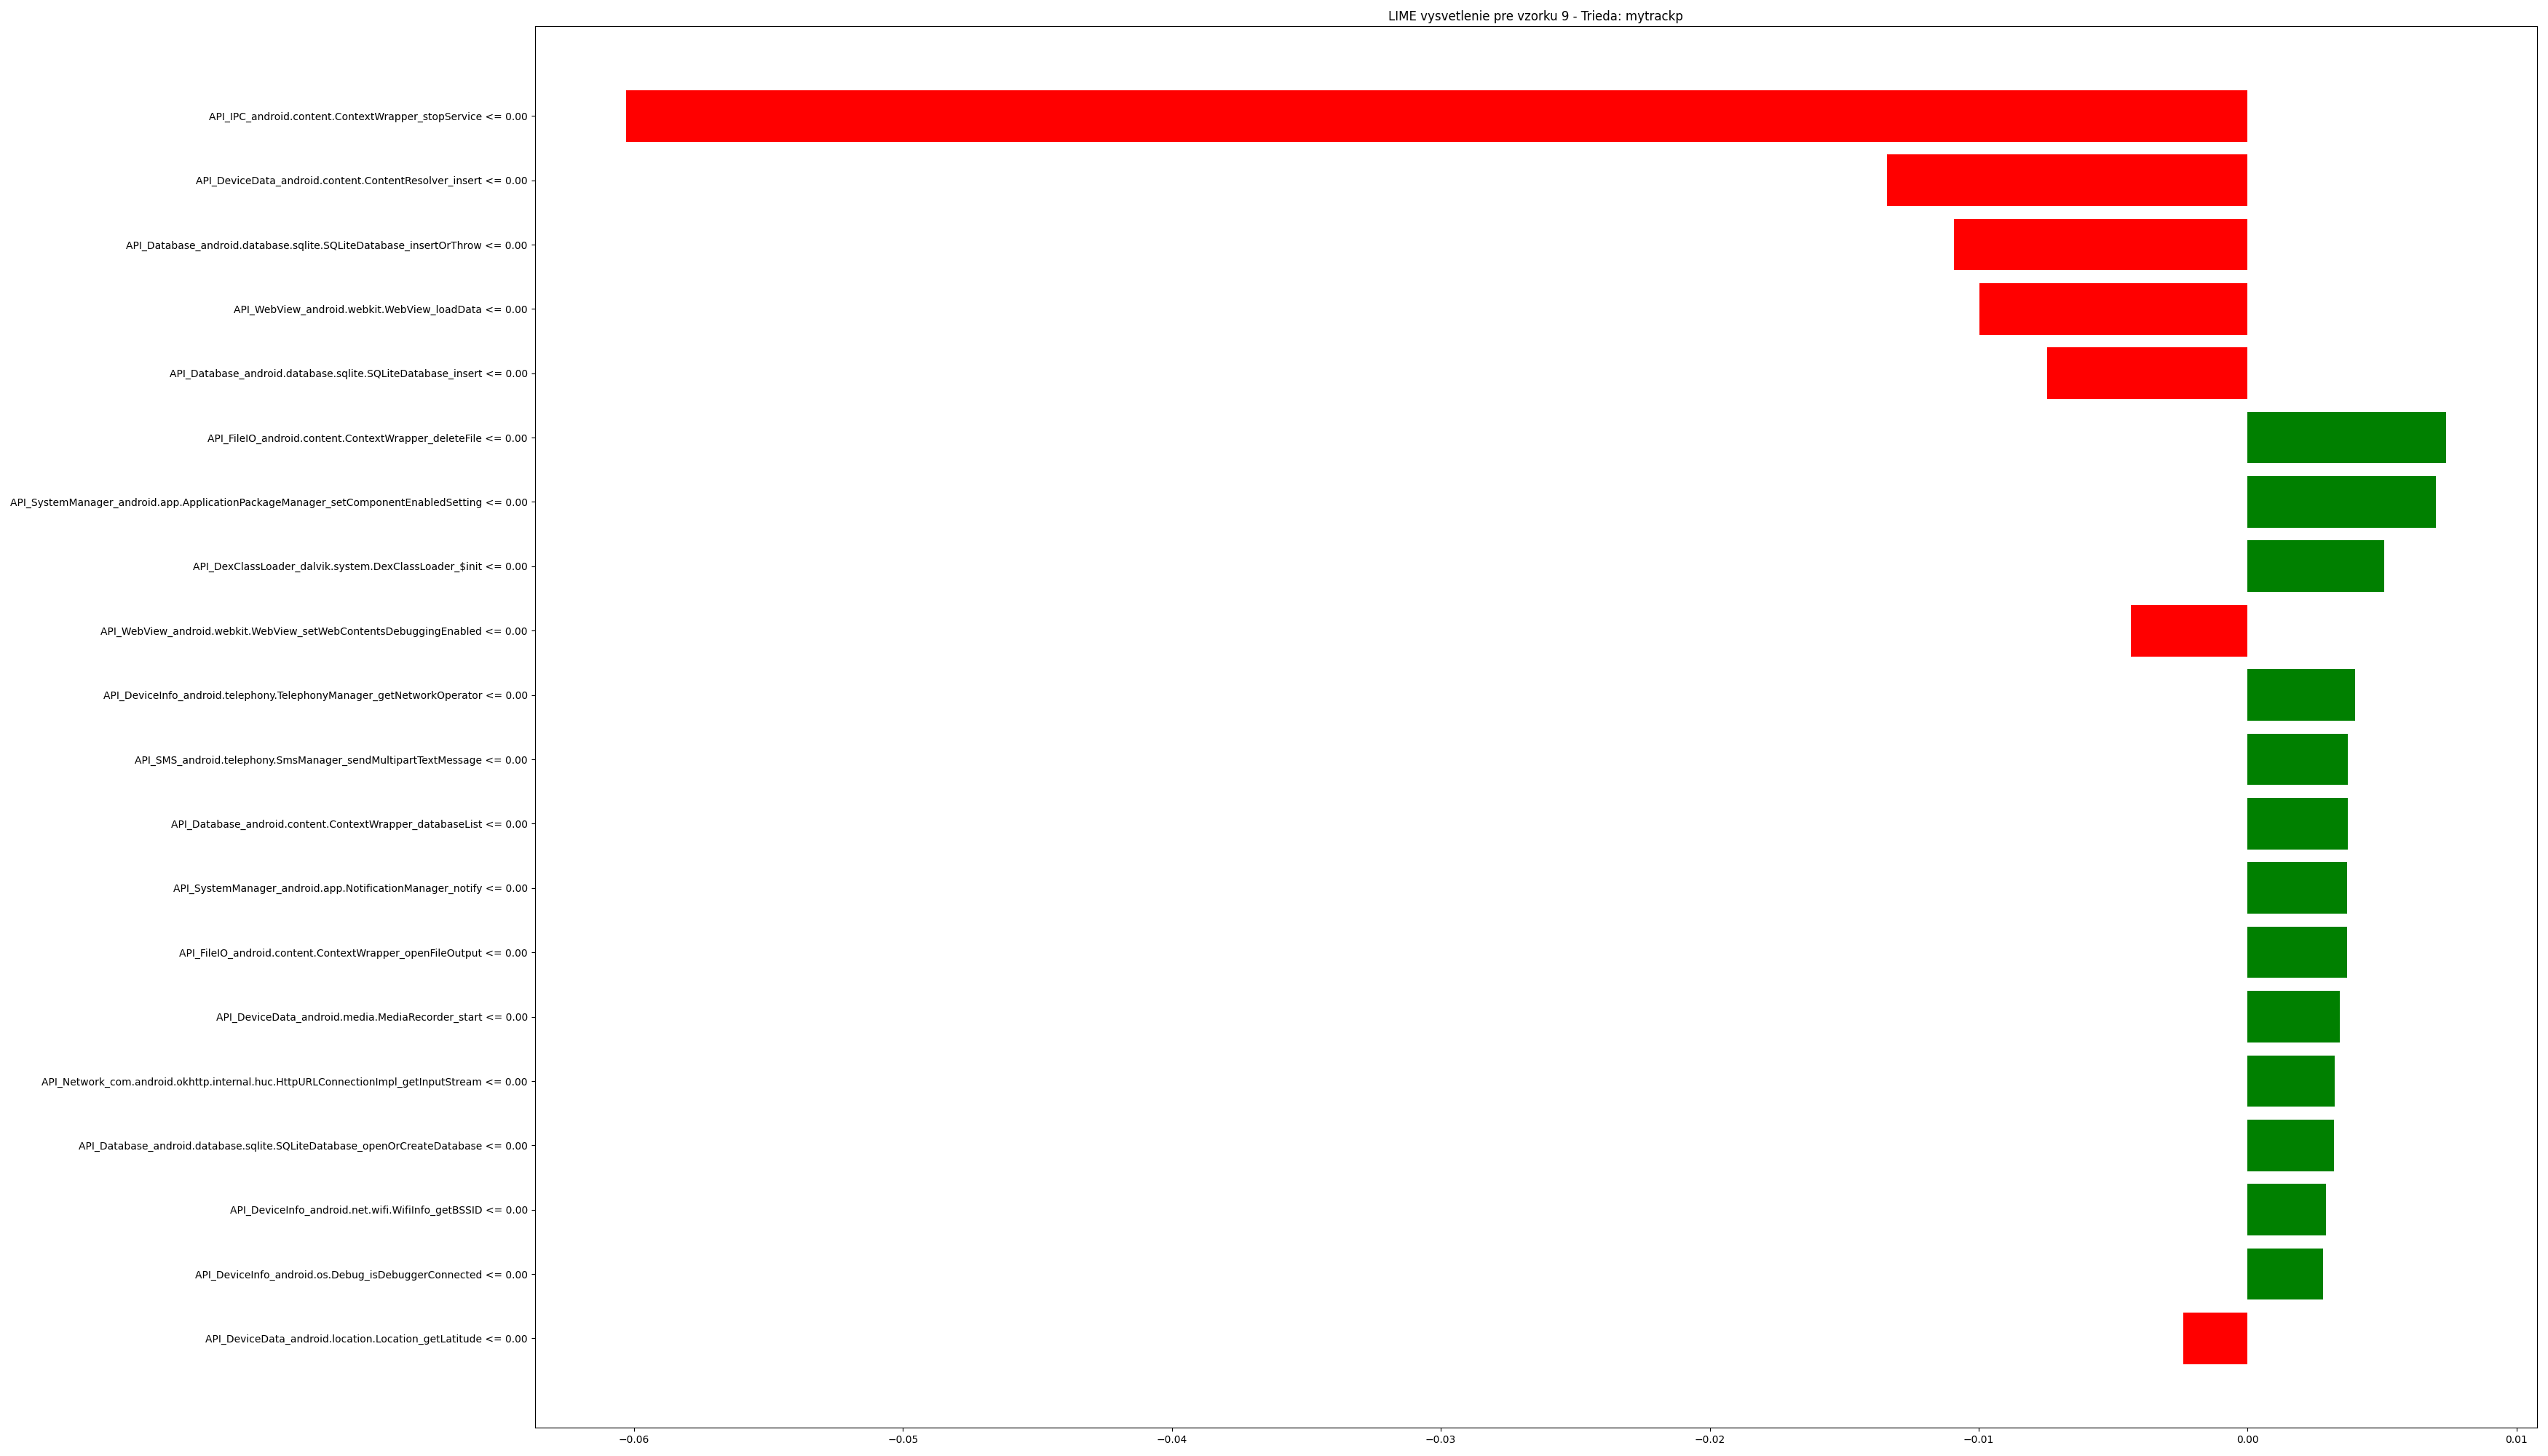 LIME vysvetlenie pre vzorku 9 - Trieda: mytrackp
API_IPC_android.content.ContextWrapper_stopService <= 0.00
API_DeviceData_android.content.ContentResolver_insert <= 0.00
API_Database_android.database.sqlite.SQLiteDatabase_insertOrThrow <= 0.00
API_WebView_android.webkit.WebView_loadData <= 0.00
API_Database_android.database.sqlite.SQLiteDatabase_insert <= 0.00
API_FileIO_android.content.ContextWrapper_deleteFile <= 0.00
API_SystemManager_android.app.ApplicationPackageManager_setComponentEnabledSetting <= 0.00
API_DexClassLoader_dalvik.system.DexClassLoader_$init <= 0.00
API_WebView_android.webkit.WebView_setWebContentsDebuggingEnabled <= 0.00
API_DeviceInfo_android.telephony.TelephonyManager_getNetworkOperator <= 0.00
API_SMS_android.telephony.SmsManager_sendMultipartTextMessage <= 0.00
API_Database_android.content.ContextWrapper_databaseList <= 0.00
API_SystemManager_android.app.NotificationManager_notify <= 0.00
API_FileIO_android.content.ContextWrapper_openFileOutput <= 0.00
API_DeviceData_android.media.MediaRecorder_start <= 0.00
API_Network_com.android.okhttp.internal.huc.HttpURLConnectionImpl_getInputStream <= 0.00
API_Database_android.database.sqlite.SQLiteDatabase_openOrCreateDatabase <= 0.00
API_DeviceInfo_android.net.wifi.WifiInfo_getBSSID <= 0.00
API_DeviceInfo_android.os.Debug_isDebuggerConnected <= 0.00
API_DeviceData_android.location.Location_getLatitude <= 0.00
−0.06 −0.05 −0.04 −0.03 −0.02 −0.01 0.00 0.01